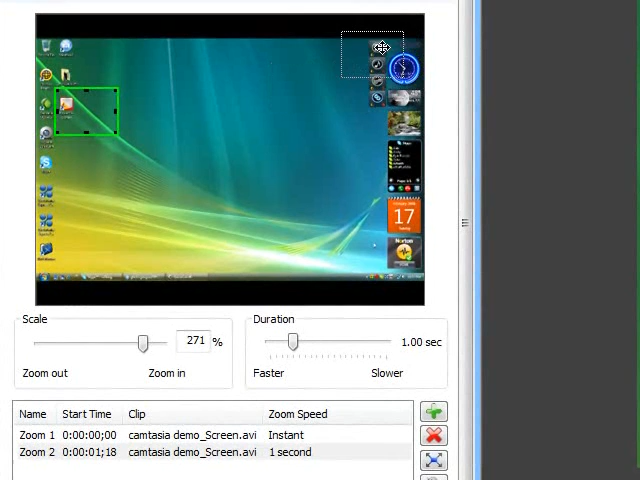 17
Norton
Scale
Duration
271 %
1.00 sec
Zoom out
Zoom in
Faster
Slower
Name Start Time Clip Zoom Speed
Zoom 1 0:00:00;00 camtasia demo_Screen.avi Instant
Zoom 2 0:00:01;18 camtasia demo_Screen.avi 1 second